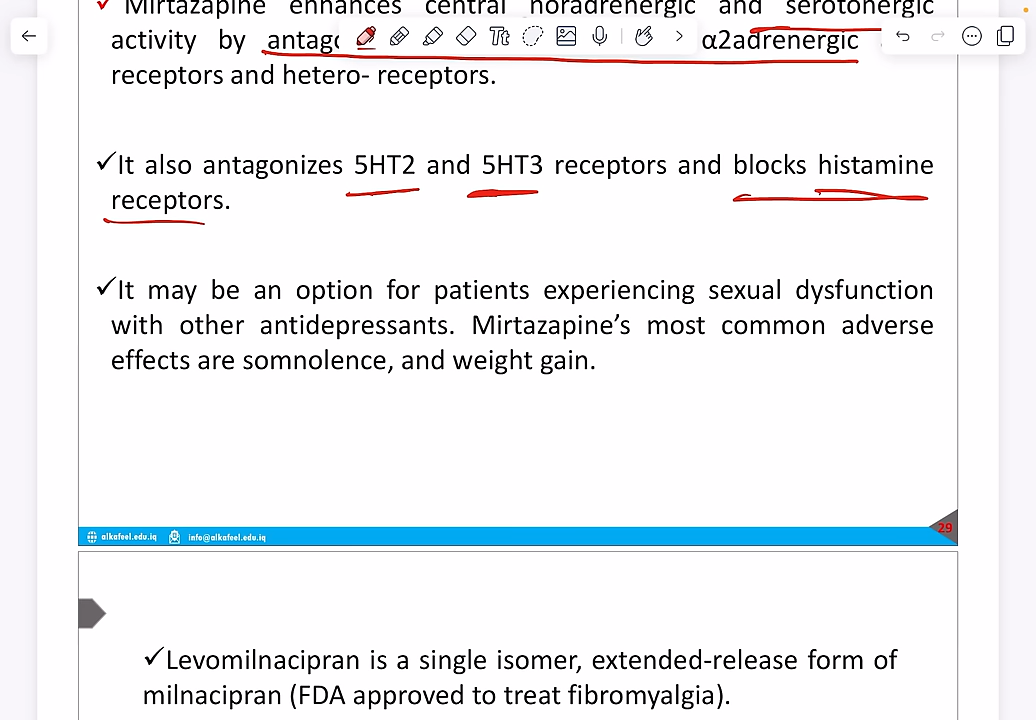 ✓ Mirtazapine enhances central noradrenergic and serotonergic
activity by α2adrenergic
receptors and hetero- receptors.
✓It also antagonizes 5HT2 and 5HT3 receptors and blocks histamine
receptors.
✓It may be an option for patients experiencing sexual dysfunction
with other antidepressants. Mirtazapine’s most common adverse
effects are somnolence, and weight gain.
alkafeel.edu.iq info@alkafeel.edu.iq
29
✓Levomilnacipran is a single isomer, extended-release form of
milnacipran (FDA approved to treat fibromyalgia).